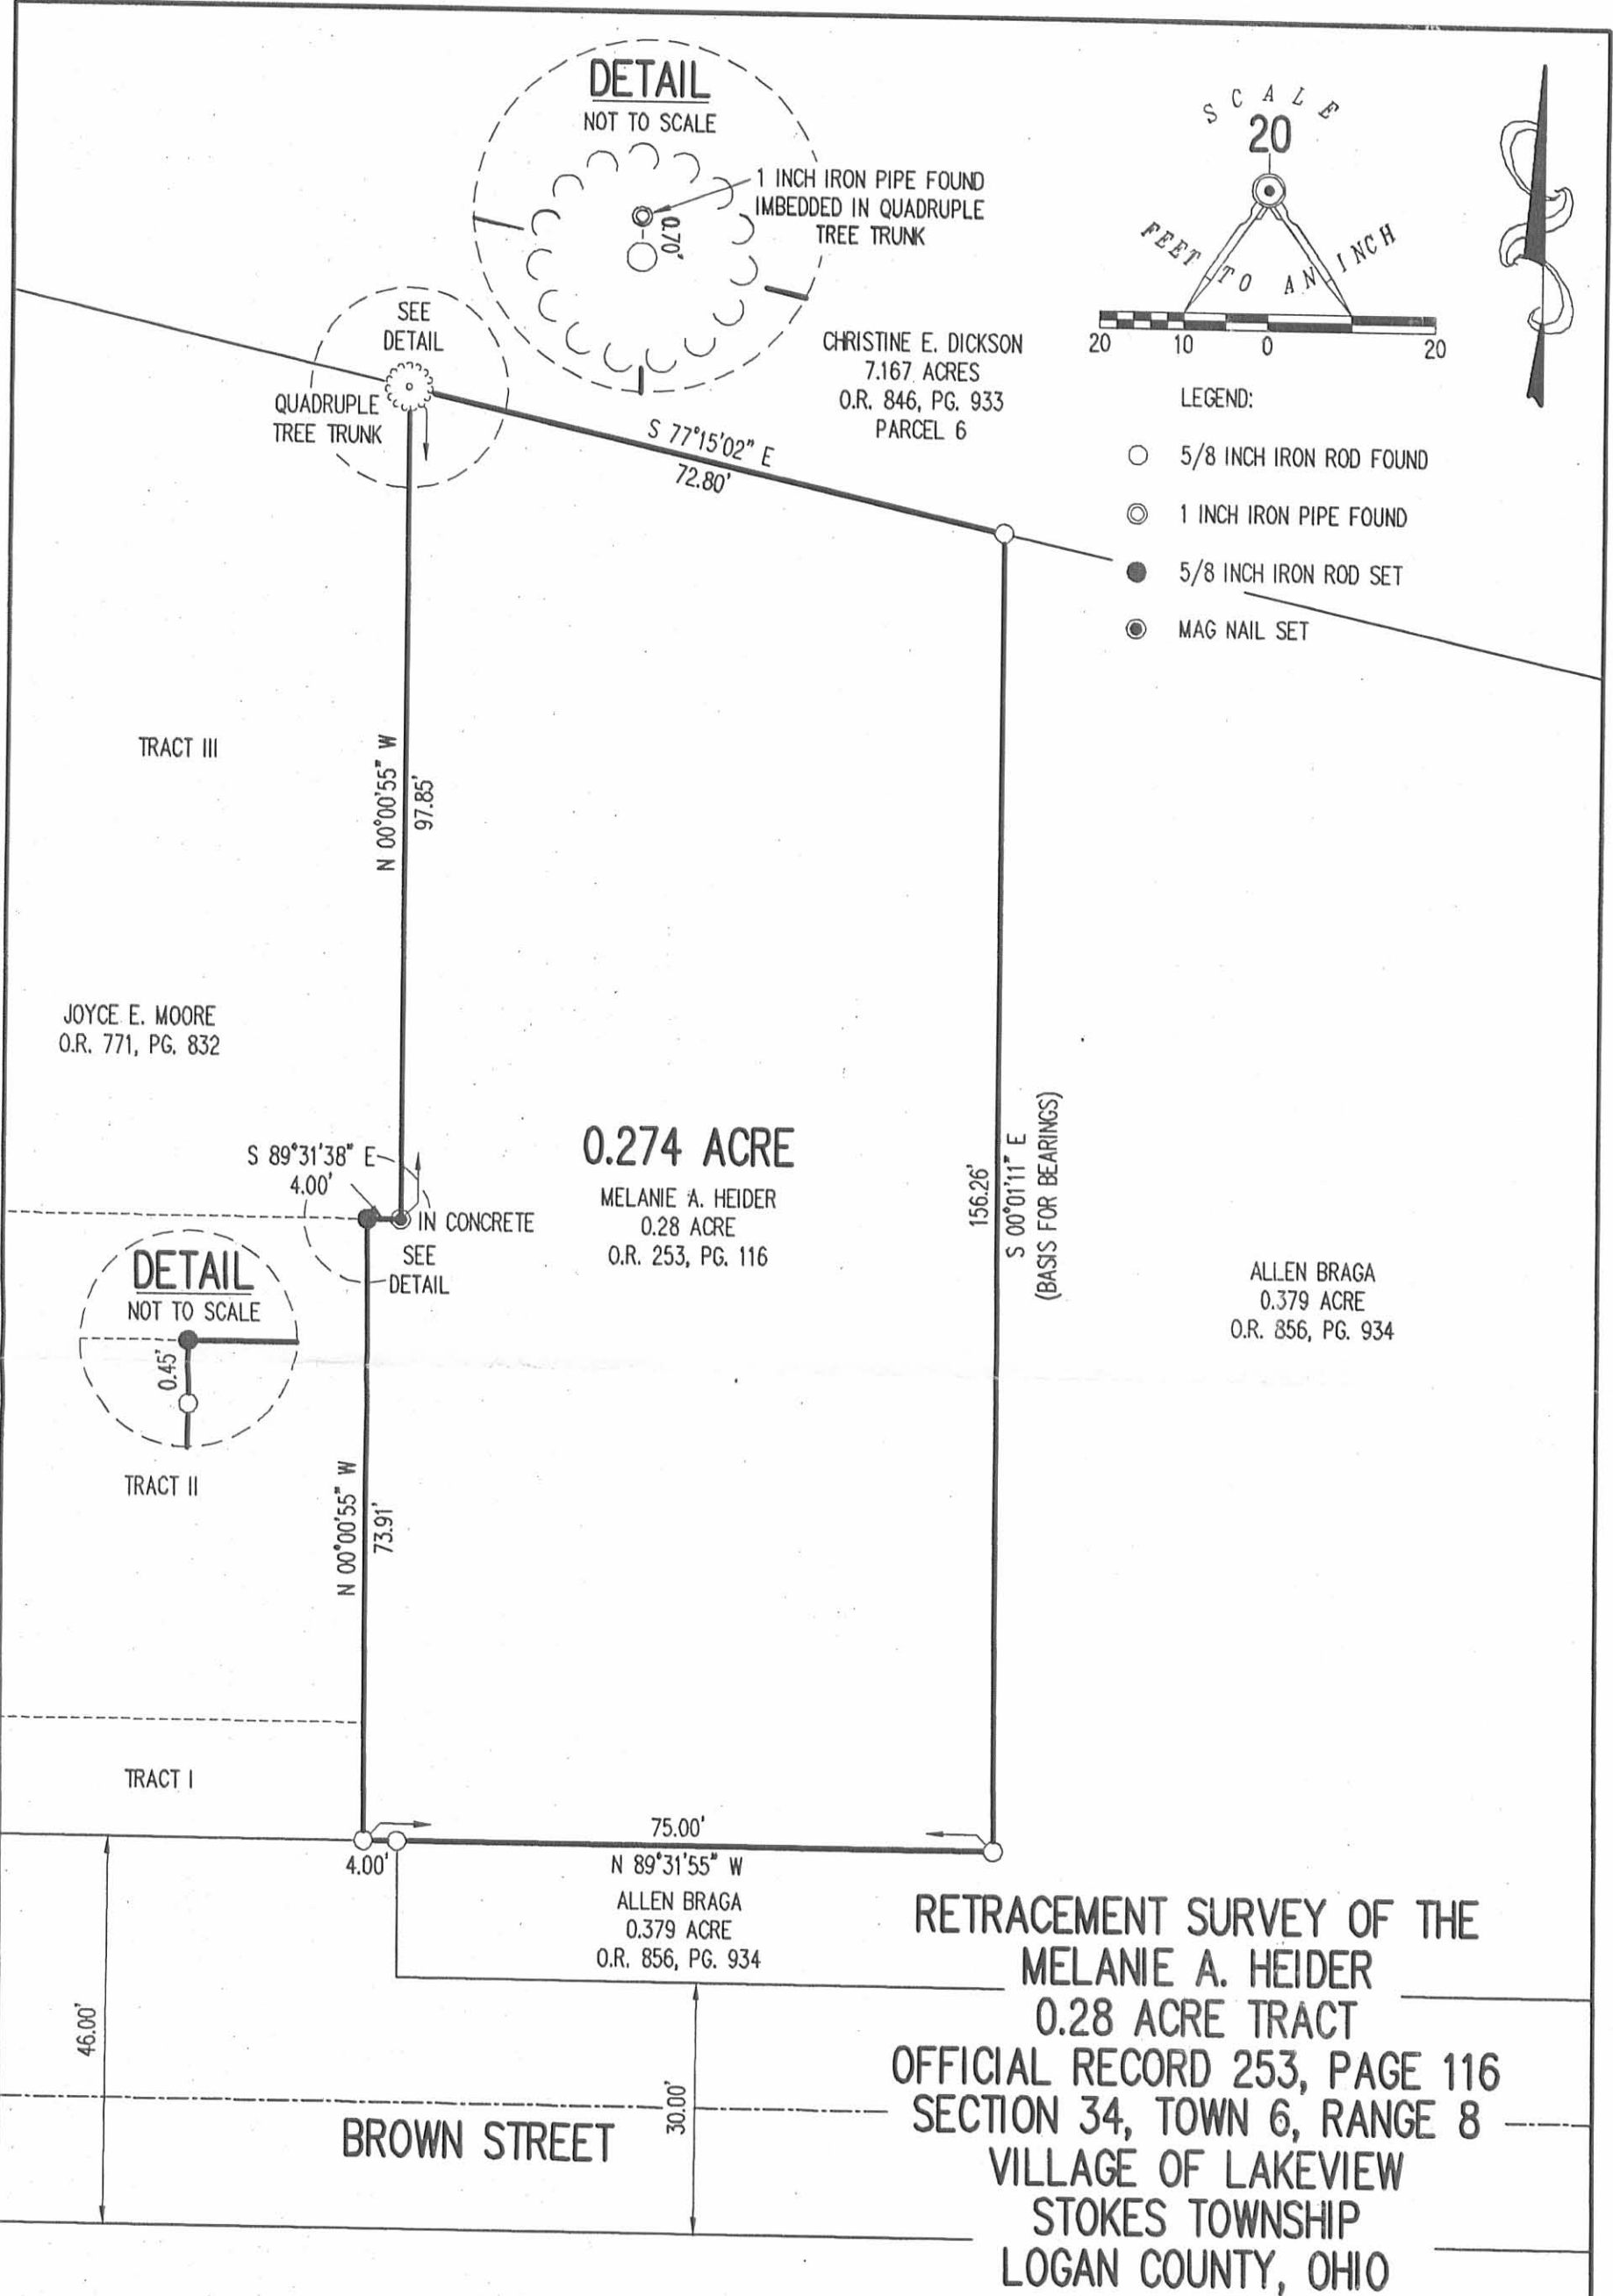 DETAIL
NOT TO SCALE
1 INCH IRON PIPE FOUND
IMBEDDED IN QUADRUPLE
TREE TRUNK
0.70'
SCALE
20
FEET TO AN INCH
20 10 0 20
SEE
DETAIL
QUADRUPLE
TREE TRUNK
CHRISTINE E. DICKSON
7.167 ACRES
O.R. 846, PG. 933
PARCEL 6
LEGEND:
5/8 INCH IRON ROD FOUND
1 INCH IRON PIPE FOUND
5/8 INCH IRON ROD SET
MAG NAIL SET
S 77°15'02" E
72.80'
TRACT III
N 00°00'55" W
97.85'
JOYCE E. MOORE
O.R. 771, PG. 832
S 89°31'38" E
4.00'
IN CONCRETE
SEE
DETAIL
0.274 ACRE
MELANIE A. HEIDER
0.28 ACRE
O.R. 253, PG. 116
156.26'
S 00°01'11" E
(BASIS FOR BEARINGS)
ALLEN BRAGA
0.379 ACRE
O.R. 856, PG. 934
DETAIL
NOT TO SCALE
0.45'
TRACT II
N 00°00'55" W
73.91'
TRACT I
75.00'
4.00'
N 89°31'55" W
ALLEN BRAGA
0.379 ACRE
O.R. 856, PG. 934
46.00'
30.00'
BROWN STREET
RETRACEMENT SURVEY OF THE
MELANIE A. HEIDER
0.28 ACRE TRACT
OFFICIAL RECORD 253, PAGE 116
SECTION 34, TOWN 6, RANGE 8
VILLAGE OF LAKEVIEW
STOKES TOWNSHIP
LOGAN COUNTY, OHIO